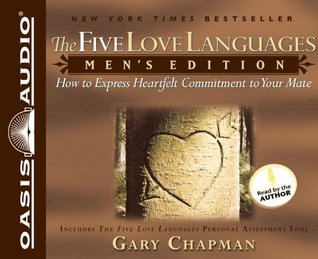 OASIS AUDIO
NEW YORK TIMES BESTSELLER
The FIVE LOVE LANGUAGES®
MEN'S EDITION
How to Express Heartfelt Commitment to Your Mate
Read by the
AUTHOR
INCLUDES THE FIVE LOVE LANGUAGES PERSONAL ASSESSMENT TOOL
GARY CHAPMAN